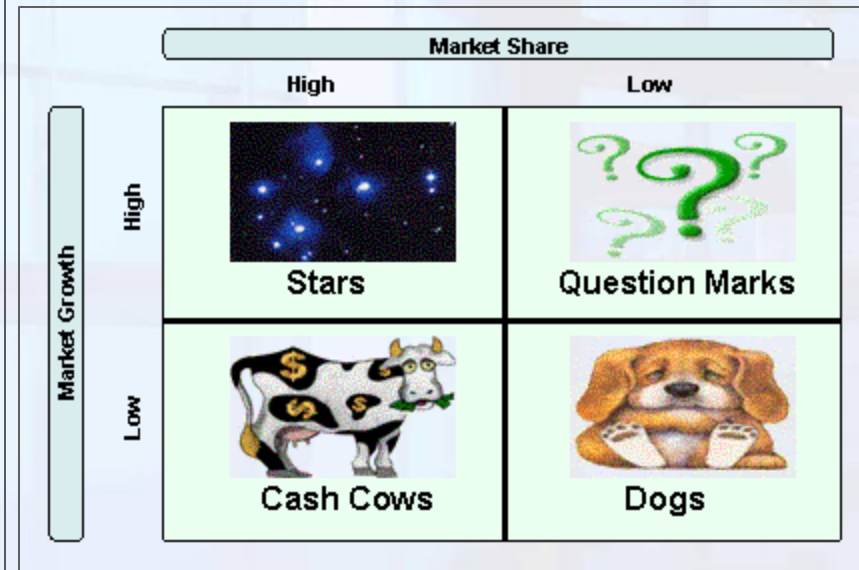 Market Share
High
Low
Market Growth
High
Stars
Question Marks
Low
$
$
$
$
Cash Cows
Dogs